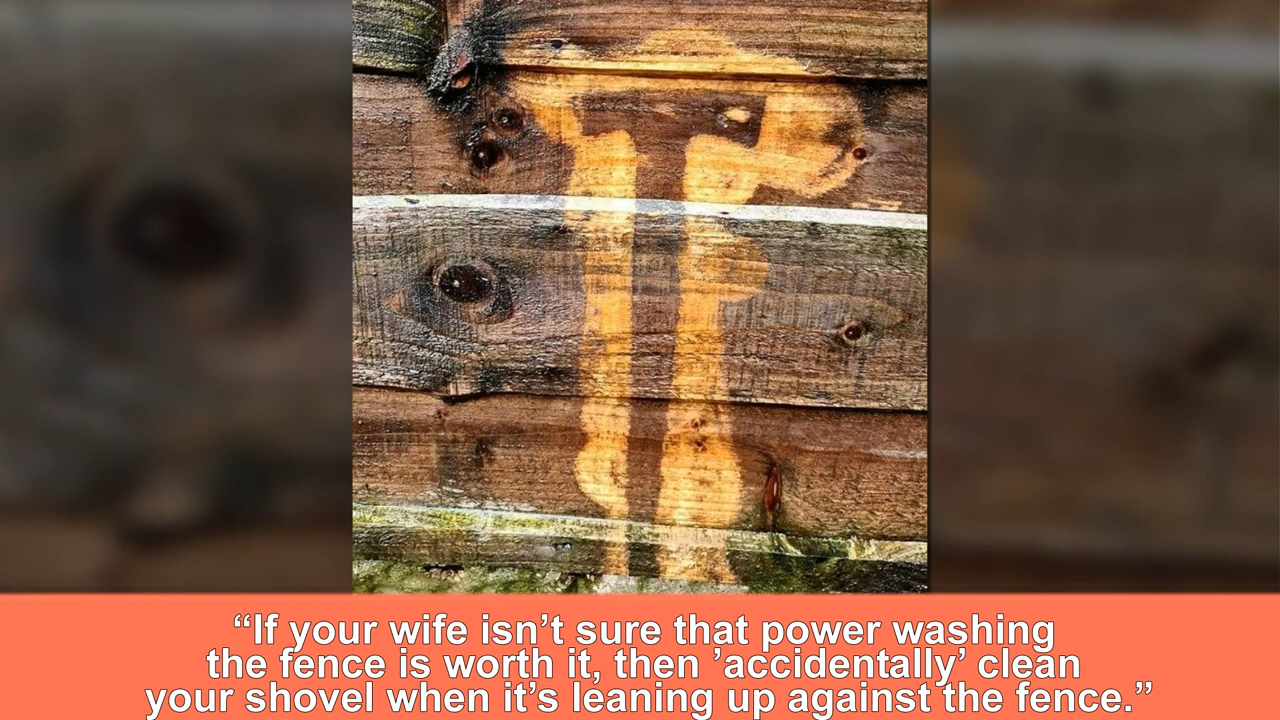 “If your wife isn’t sure that power washing
the fence is worth it, then ’accidentally’ clean
your shovel when it’s leaning up against the fence.”